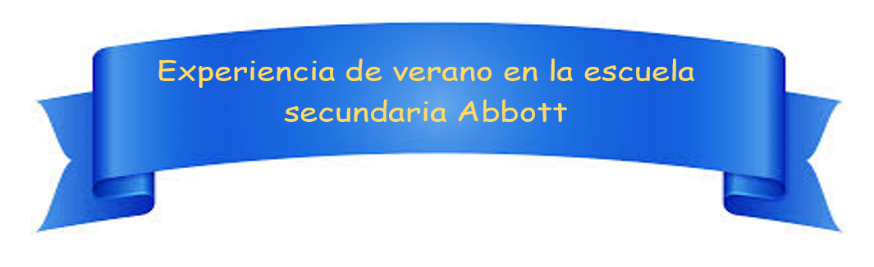 Experiencia de verano en la escuela
secundaria Abbott